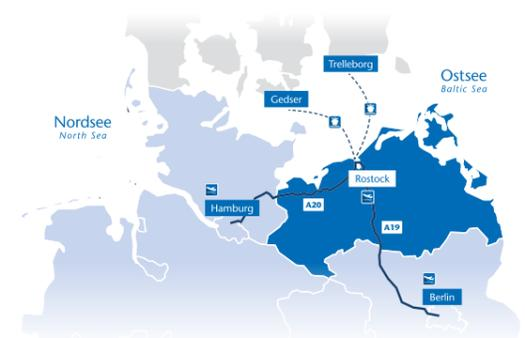 Trelleborg
Ostsee
Baltic Sea
Gedser
Nordsee
North Sea
Rostock
Hamburg
A20
A19
Berlin